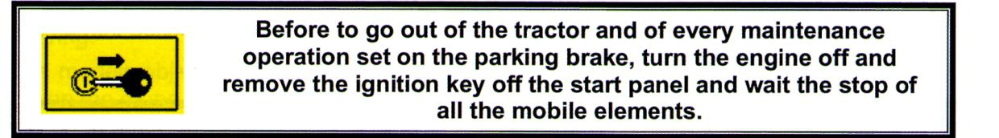 Before to go out of the tractor and of every maintenance
operation set on the parking brake, turn the engine off and
remove the ignition key off the start panel and wait the stop of
all the mobile elements.